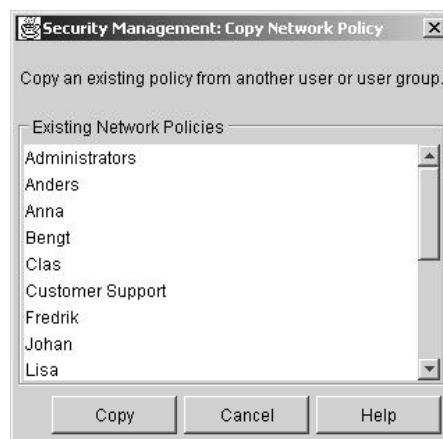 Security Management: Copy Network Policy
Copy an existing policy from another user or user group.
Existing Network Policies
Administrators
Anders
Anna
Bengt
Clas
Customer Support
Fredrik
Johan
Lisa
Copy Cancel Help